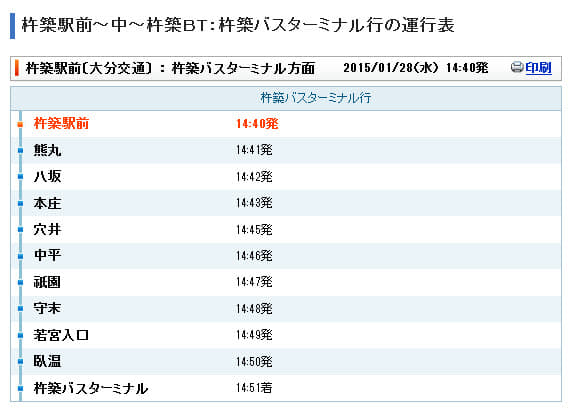 杵築駅前～中～杵築BT：杵築バスターミナル行の運行表
杵築駅前〔大分交通〕 ： 杵築バスターミナル方面 2015/01/28(水) 14:40発 印刷
杵築バスターミナル行
杵築駅前 14:40発
熊丸 14:41発
八坂 14:42発
本庄 14:43発
穴井 14:45発
中平 14:46発
祇園 14:47発
守末 14:48発
若宮入口 14:49発
臥温 14:50発
杵築バスターミナル 14:51着